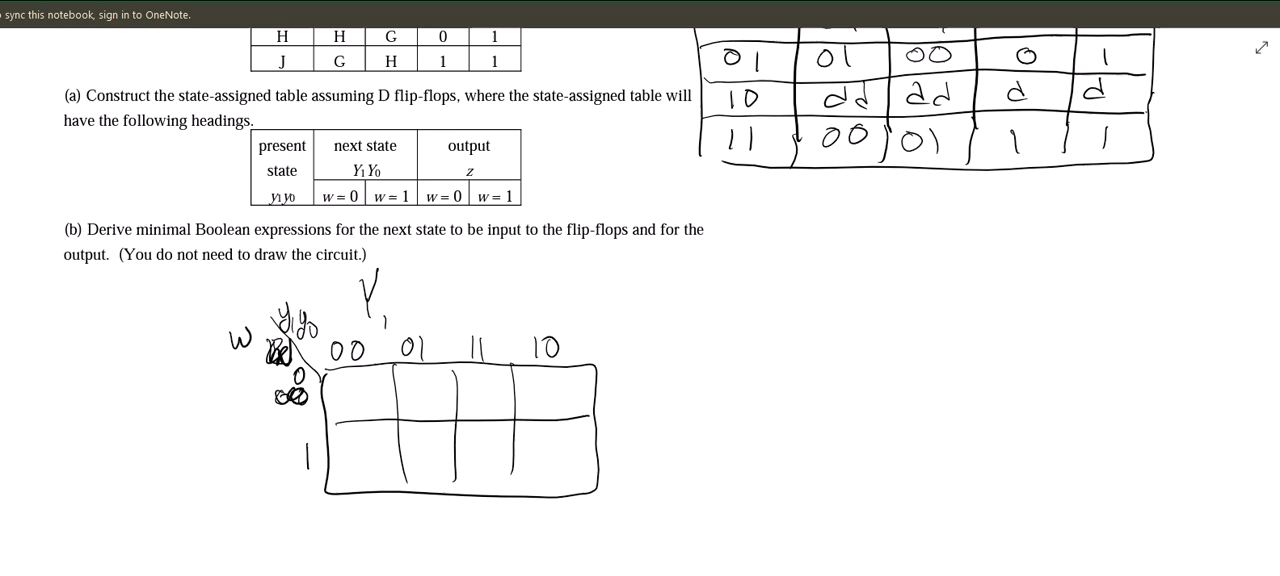 sync this notebook, sign in to OneNote.
H H G 0 1
J G H 1 1
01 01 00 0 1
10 dd dd d d
11 00 01 1 1
(a) Construct the state-assigned table assuming D flip-flops, where the state-assigned table will
have the following headings.
present next state output
state Y1 Y0 z
y1y0 w = 0 w = 1 w = 0 w = 1
(b) Derive minimal Boolean expressions for the next state to be input to the flip-flops and for the
output. (You do not need to draw the circuit.)
Y1
y1y0
w
00 01 11 10
0
1